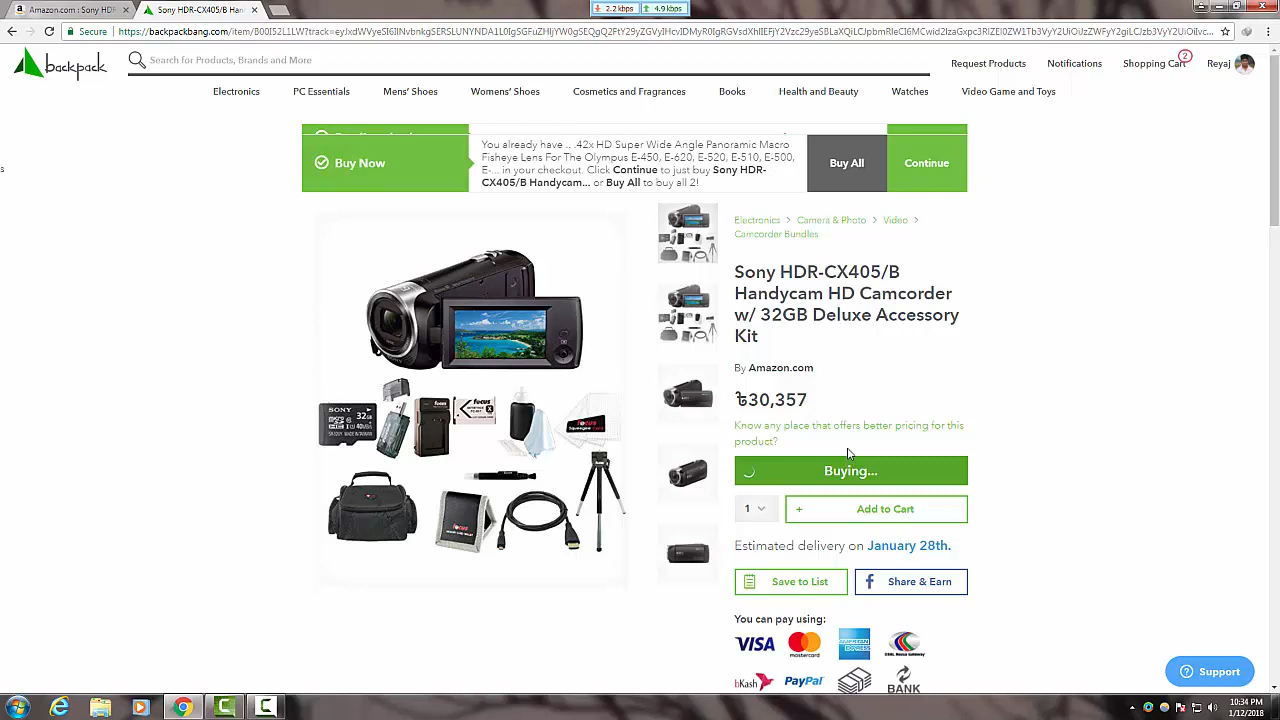 Amazon.com : Sony HDR
Sony HDR-CX405/B Han
2.2 kbps
4.9 kbps
Secure
backpack
Search for Products, Brands and More
Request Products
Notifications
Shopping Cart
2
Reyaj
Electronics
PC Essentials
Mens' Shoes
Womens' Shoes
Cosmetics and Fragrances
Books
Health and Beauty
Watches
Video Game and Toys
Buy Now
You already have ... .42x HD Super Wide Angle Panoramic Macro
Fisheye Lens For The Olympus E-450, E-620, E-520, E-510, E-500,
E-... in your checkout. Click Continue to just buy Sony HDR-
CX405/B Handycam... or Buy All to buy all 2!
Buy All
Continue
Electronics > Camera & Photo > Video >
Camcorder Bundles
Sony HDR-CX405/B
Handycam HD Camcorder
w/ 32GB Deluxe Accessory
Kit
By Amazon.com
৳30,357
Know any place that offers better pricing for this
product?
Buying...
1
+ Add to Cart
Estimated delivery on January 28th.
Save to List
Share & Earn
You can pay using:
VISA
mastercard
bKash
PayPal
BANK
SONY
32GB
focus
focus
focus
Support
10:34 PM
1/12/2018